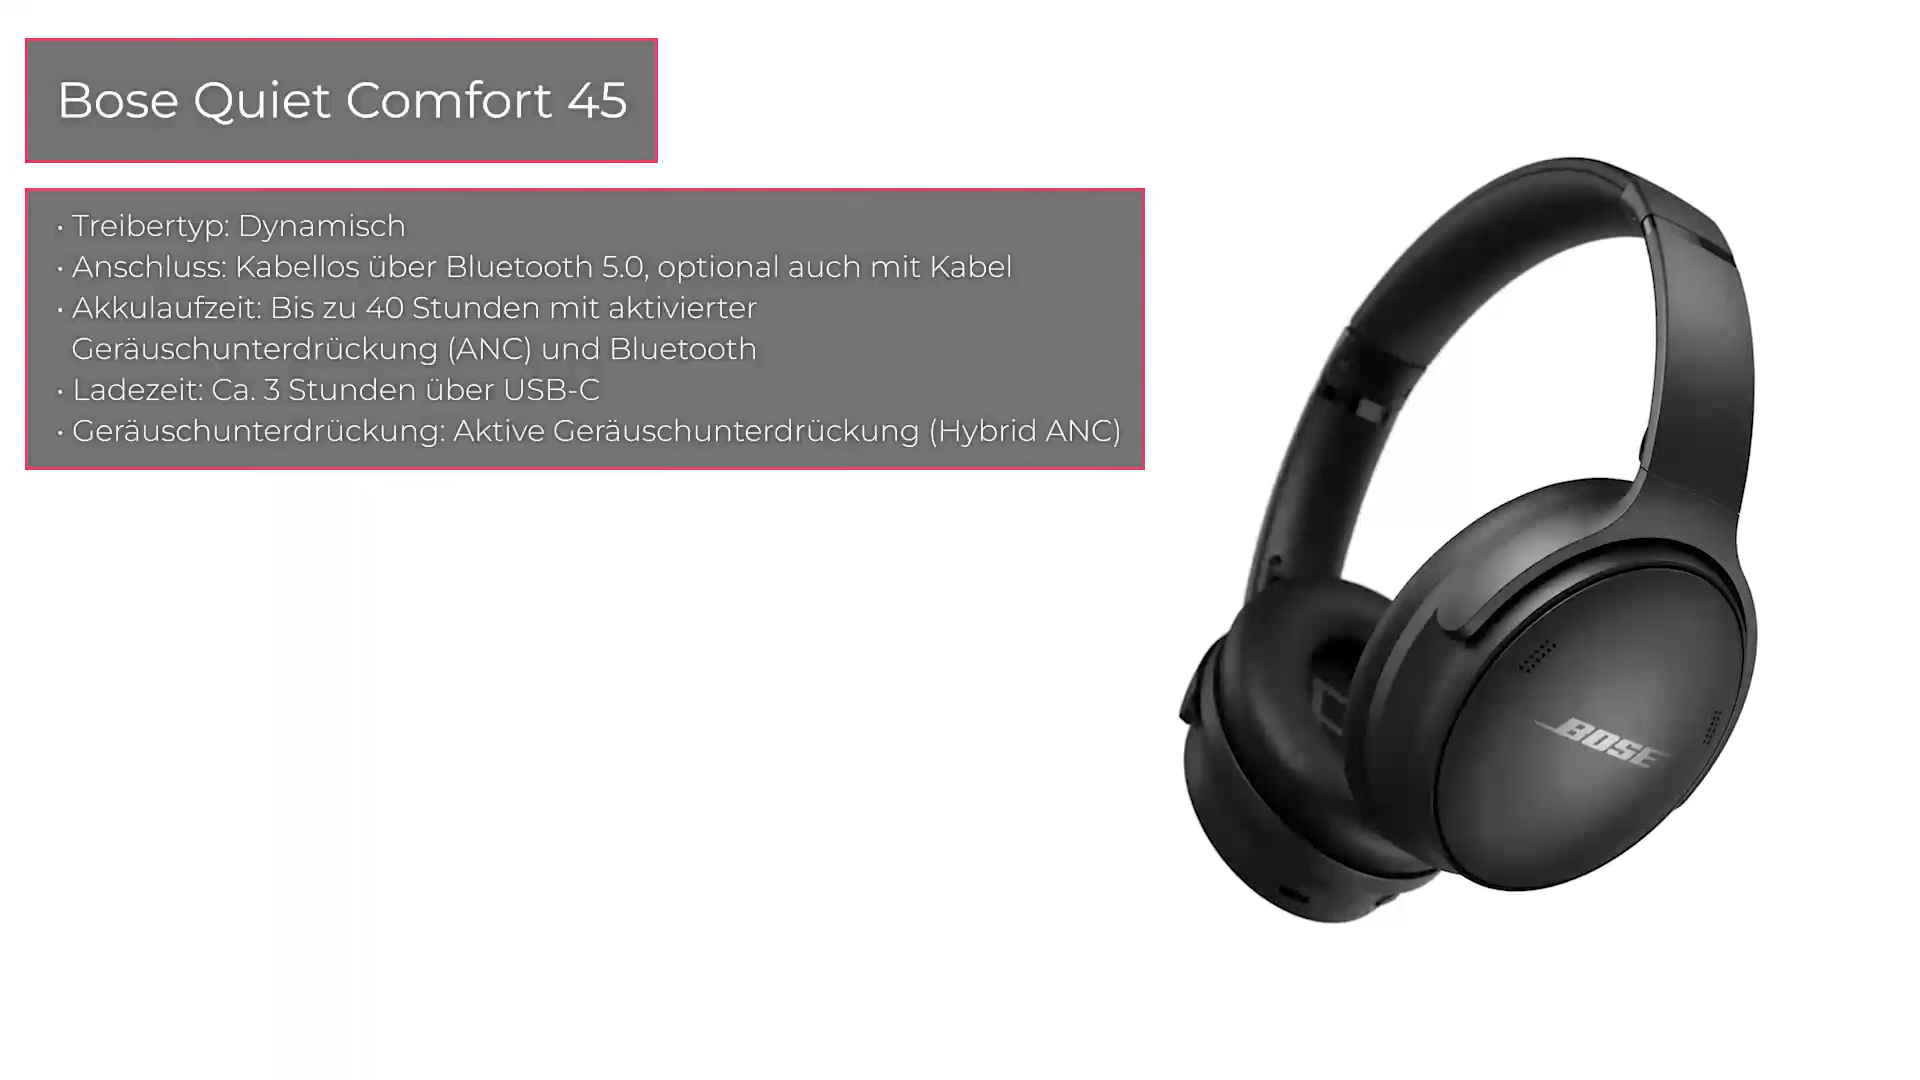 Bose Quiet Comfort 45
· Treibertyp: Dynamisch
· Anschluss: Kabellos über Bluetooth 5.0, optional auch mit Kabel
· Akkulaufzeit: Bis zu 40 Stunden mit aktivierter
Geräuschunterdrückung (ANC) und Bluetooth
· Ladezeit: Ca. 3 Stunden über USB-C
· Geräuschunterdrückung: Aktive Geräuschunterdrückung (Hybrid ANC)
BOSE